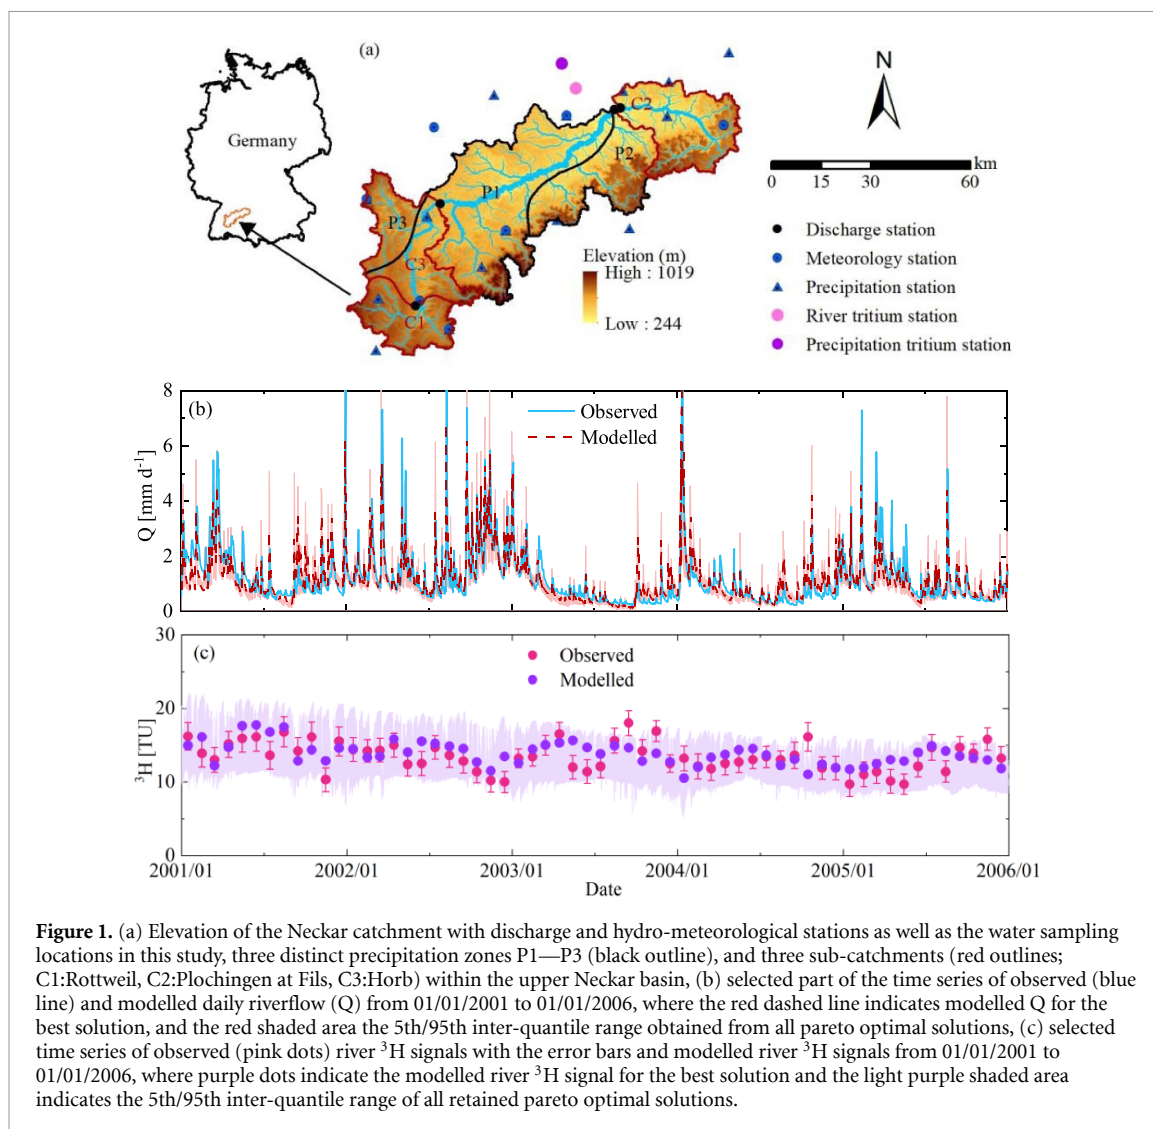 (a)
N
Germany
C2
P2
P1
P3
C3
C1
km
0 15 30 60
Elevation (m)
High : 1019
Low : 244
Discharge station
Meteorology station
Precipitation station
River tritium station
Precipitation tritium station
(b)
Observed
Modelled
Q [mm d⁻¹]
8
6
4
2
0
(c)
Observed
Modelled
³H [TU]
30
20
10
0
2001/01 2002/01 2003/01 2004/01 2005/01 2006/01
Date
Figure 1. (a) Elevation of the Neckar catchment with discharge and hydro-meteorological stations as well as the water sampling
locations in this study, three distinct precipitation zones P1—P3 (black outline), and three sub-catchments (red outlines;
C1:Rottweil, C2:Plochingen at Fils, C3:Horb) within the upper Neckar basin, (b) selected part of the time series of observed (blue
line) and modelled daily riverflow (Q) from 01/01/2001 to 01/01/2006, where the red dashed line indicates modelled Q for the
best solution, and the red shaded area the 5th/95th inter-quantile range obtained from all pareto optimal solutions, (c) selected
time series of observed (pink dots) river ³H signals with the error bars and modelled river ³H signals from 01/01/2001 to
01/01/2006, where purple dots indicate the modelled river ³H signal for the best solution and the light purple shaded area
indicates the 5th/95th inter-quantile range of all retained pareto optimal solutions.